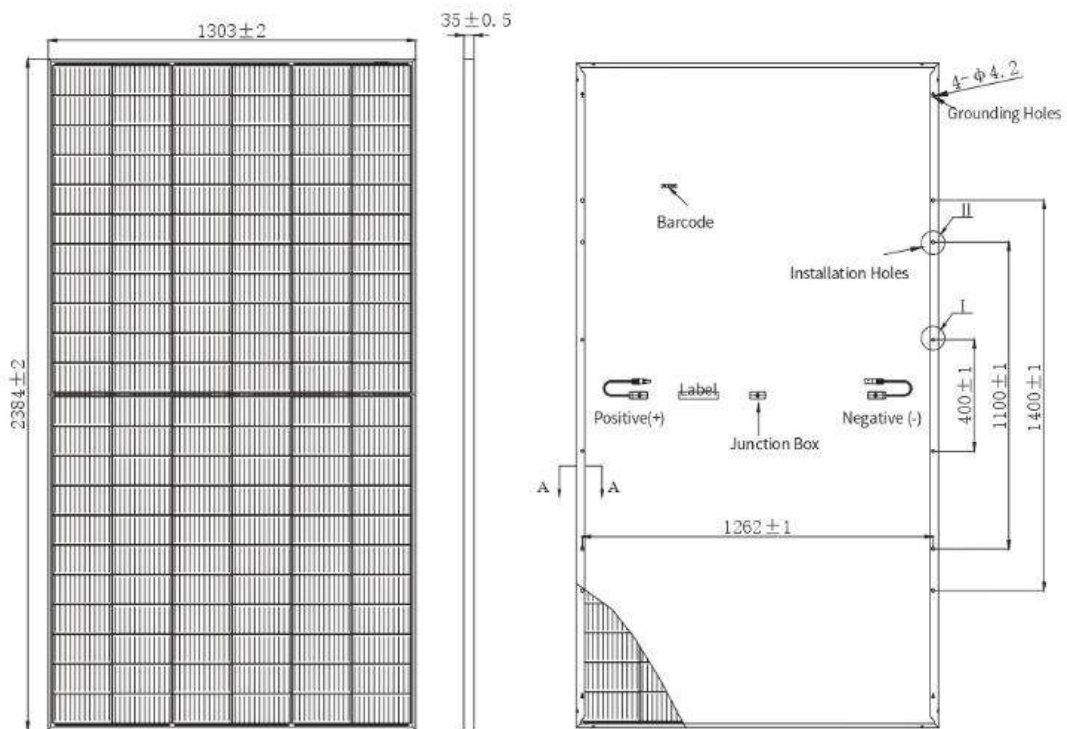 1303±2
35±0.5
2384±2
4-φ4.2
Grounding Holes
Barcode
II
Installation Holes
I
Label
Positive(+)
Negative (-)
Junction Box
400±1
1100±1
1400±1
A
A
1262±1